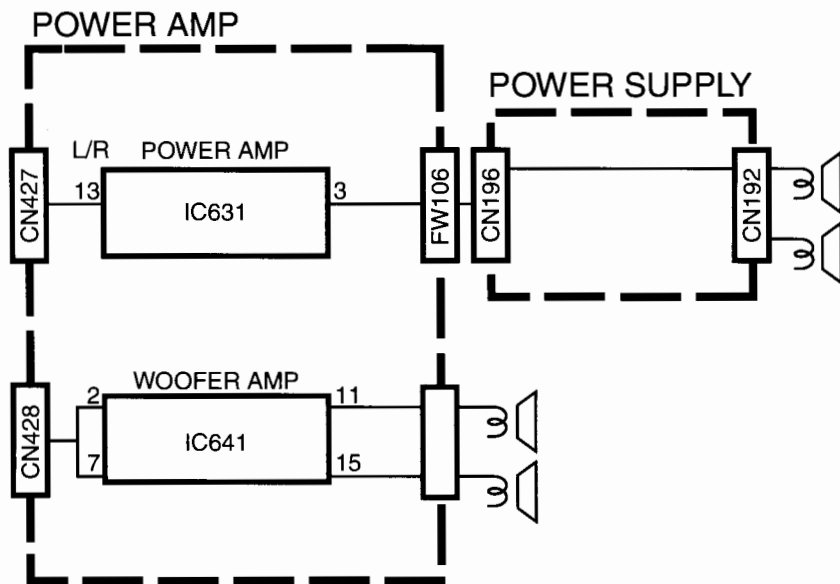 POWER AMP
POWER SUPPLY
L/R POWER AMP
CN427
13
IC631
3
FW106
CN196
CN192
WOOFER AMP
CN428
2
7
IC641
11
15